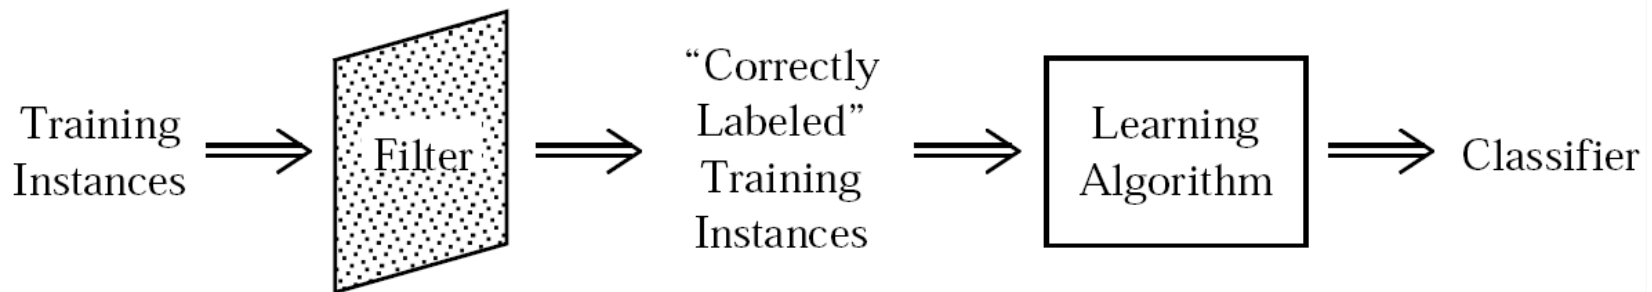 Training
Instances
Filter
“Correctly
Labeled”
Training
Instances
Learning
Algorithm
Classifier